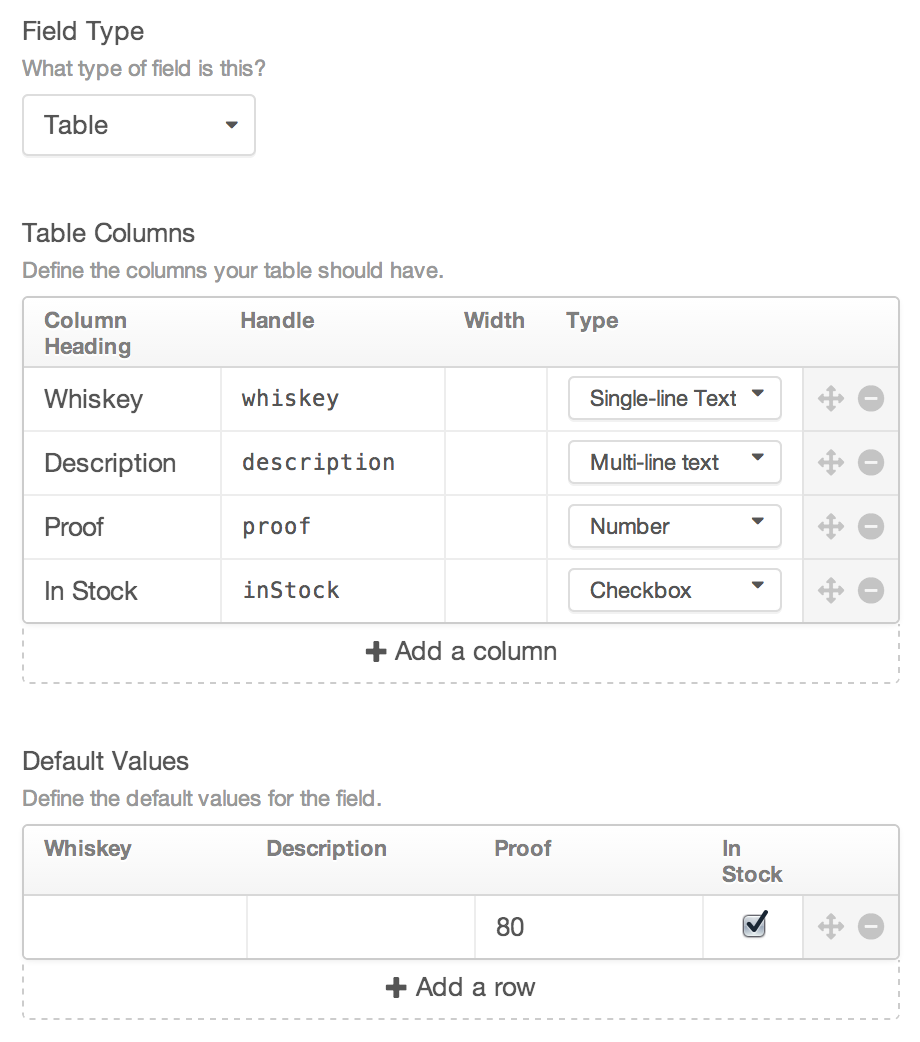 Field Type
What type of field is this?
Table
Table Columns
Define the columns your table should have.
Column Heading Handle Width Type
Whiskey whiskey Single-line Text
Description description Multi-line text
Proof proof Number
In Stock inStock Checkbox
Add a column
Default Values
Define the default values for the field.
Whiskey Description Proof In Stock
80
Add a row